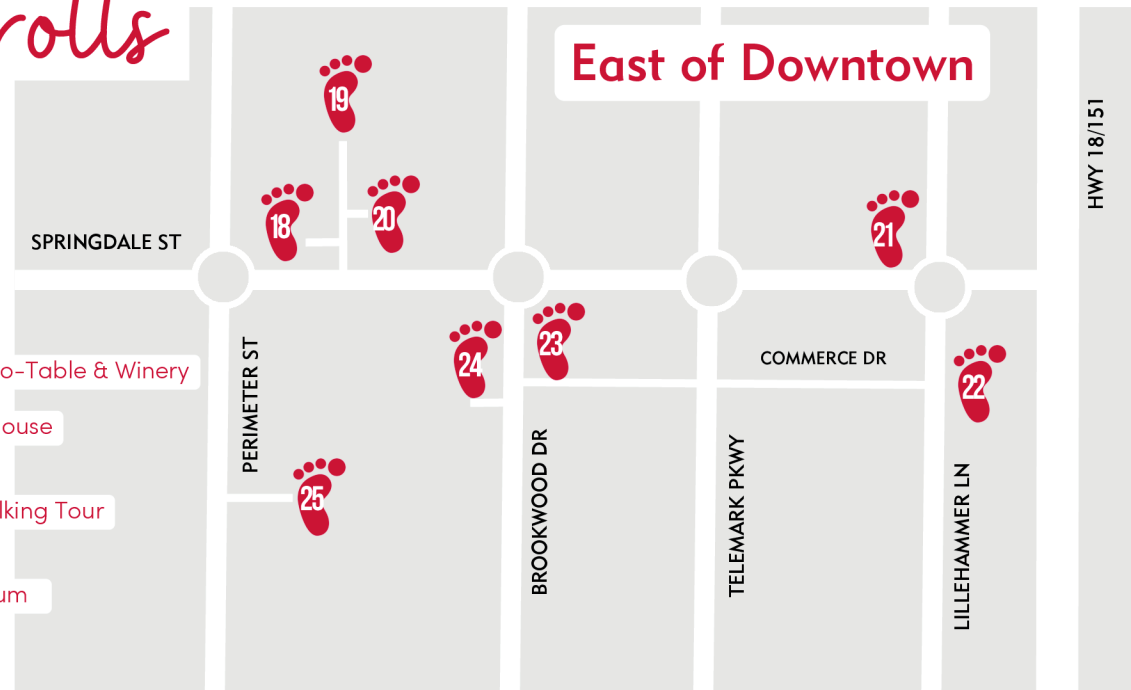 East of Downtown
HWY 18/151
19
18
20
21
SPRINGDALE ST
23
24
COMMERCE DR
22
o-Table & Winery
PERIMETER ST
ouse
25
BROOKWOOD DR
TELEMARK PKWY
LILLEHAMMER LN
lking Tour
um
rolls